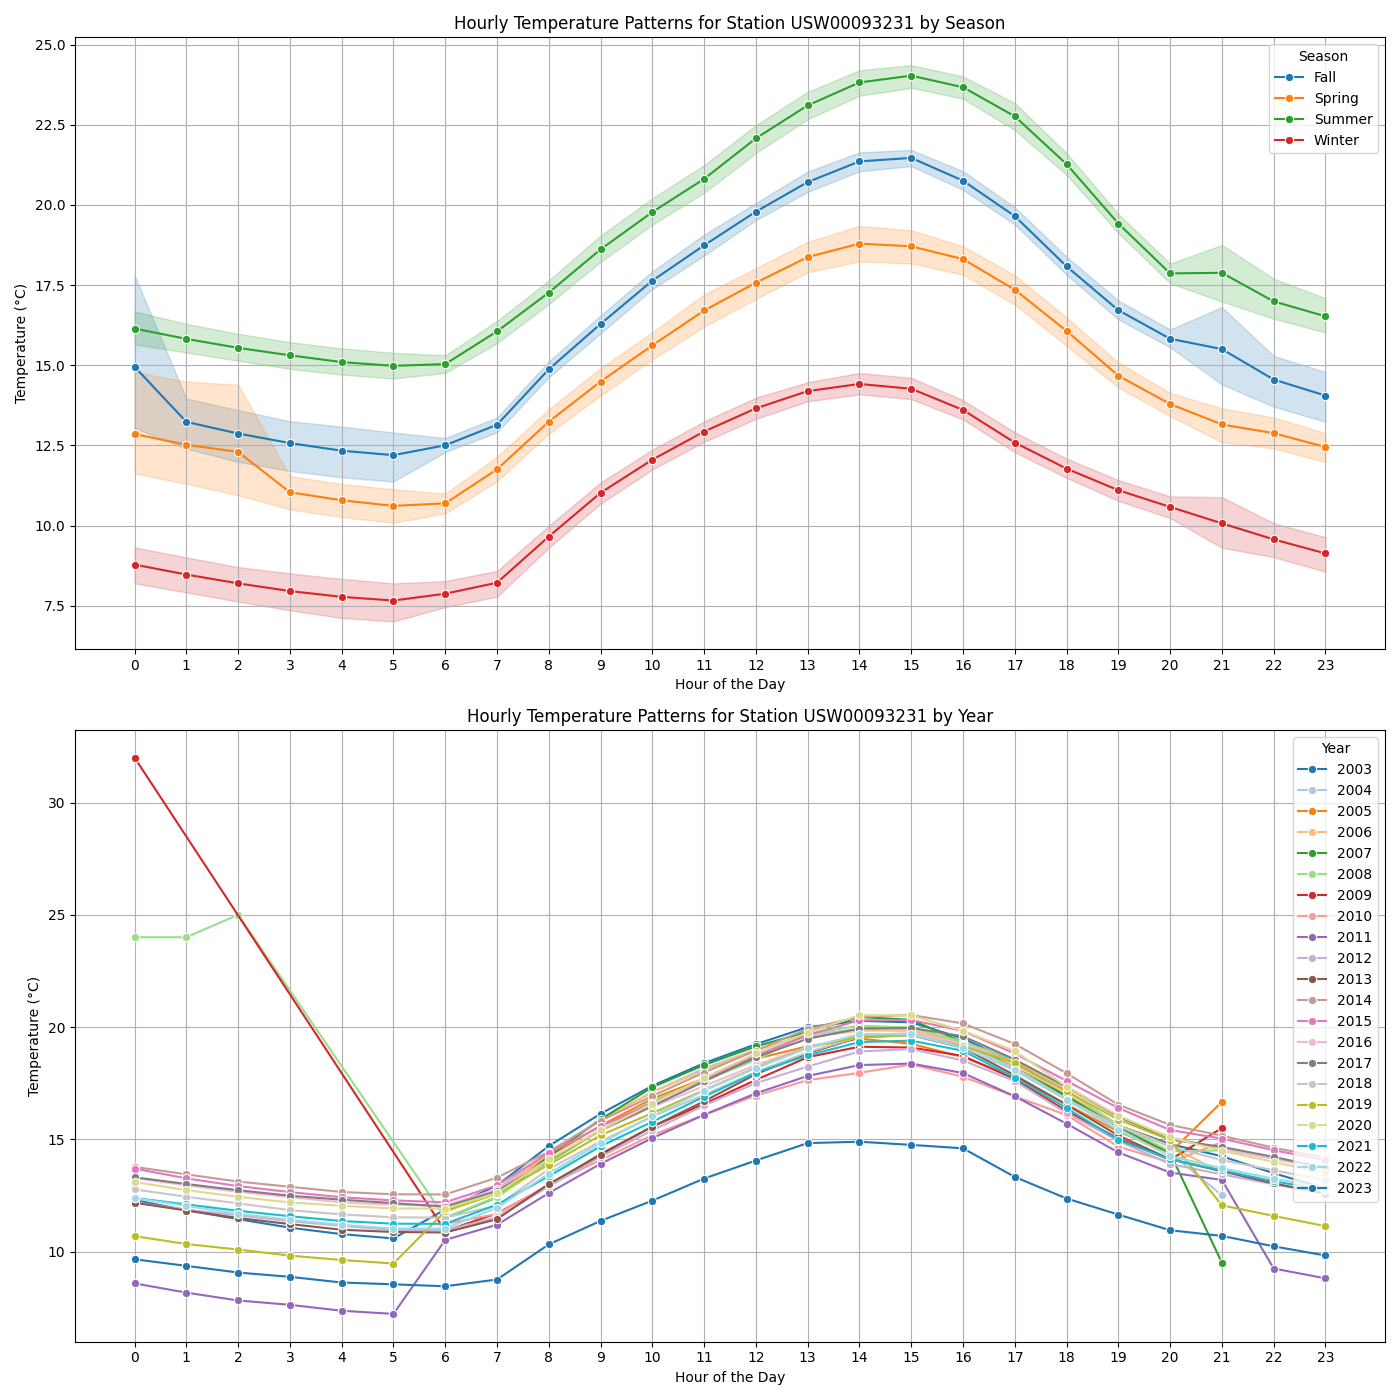 Hourly Temperature Patterns for Station USW00093231 by Season
Temperature (°C)
25.0
22.5
20.0
17.5
15.0
12.5
10.0
7.5
Season
Fall
Spring
Summer
Winter
0 1 2 3 4 5 6 7 8 9 10 11 12 13 14 15 16 17 18 19 20 21 22 23
Hour of the Day
Hourly Temperature Patterns for Station USW00093231 by Year
Temperature (°C)
30
25
20
15
10
Year
2003
2004
2005
2006
2007
2008
2009
2010
2011
2012
2013
2014
2015
2016
2017
2018
2019
2020
2021
2022
2023
0 1 2 3 4 5 6 7 8 9 10 11 12 13 14 15 16 17 18 19 20 21 22 23
Hour of the Day